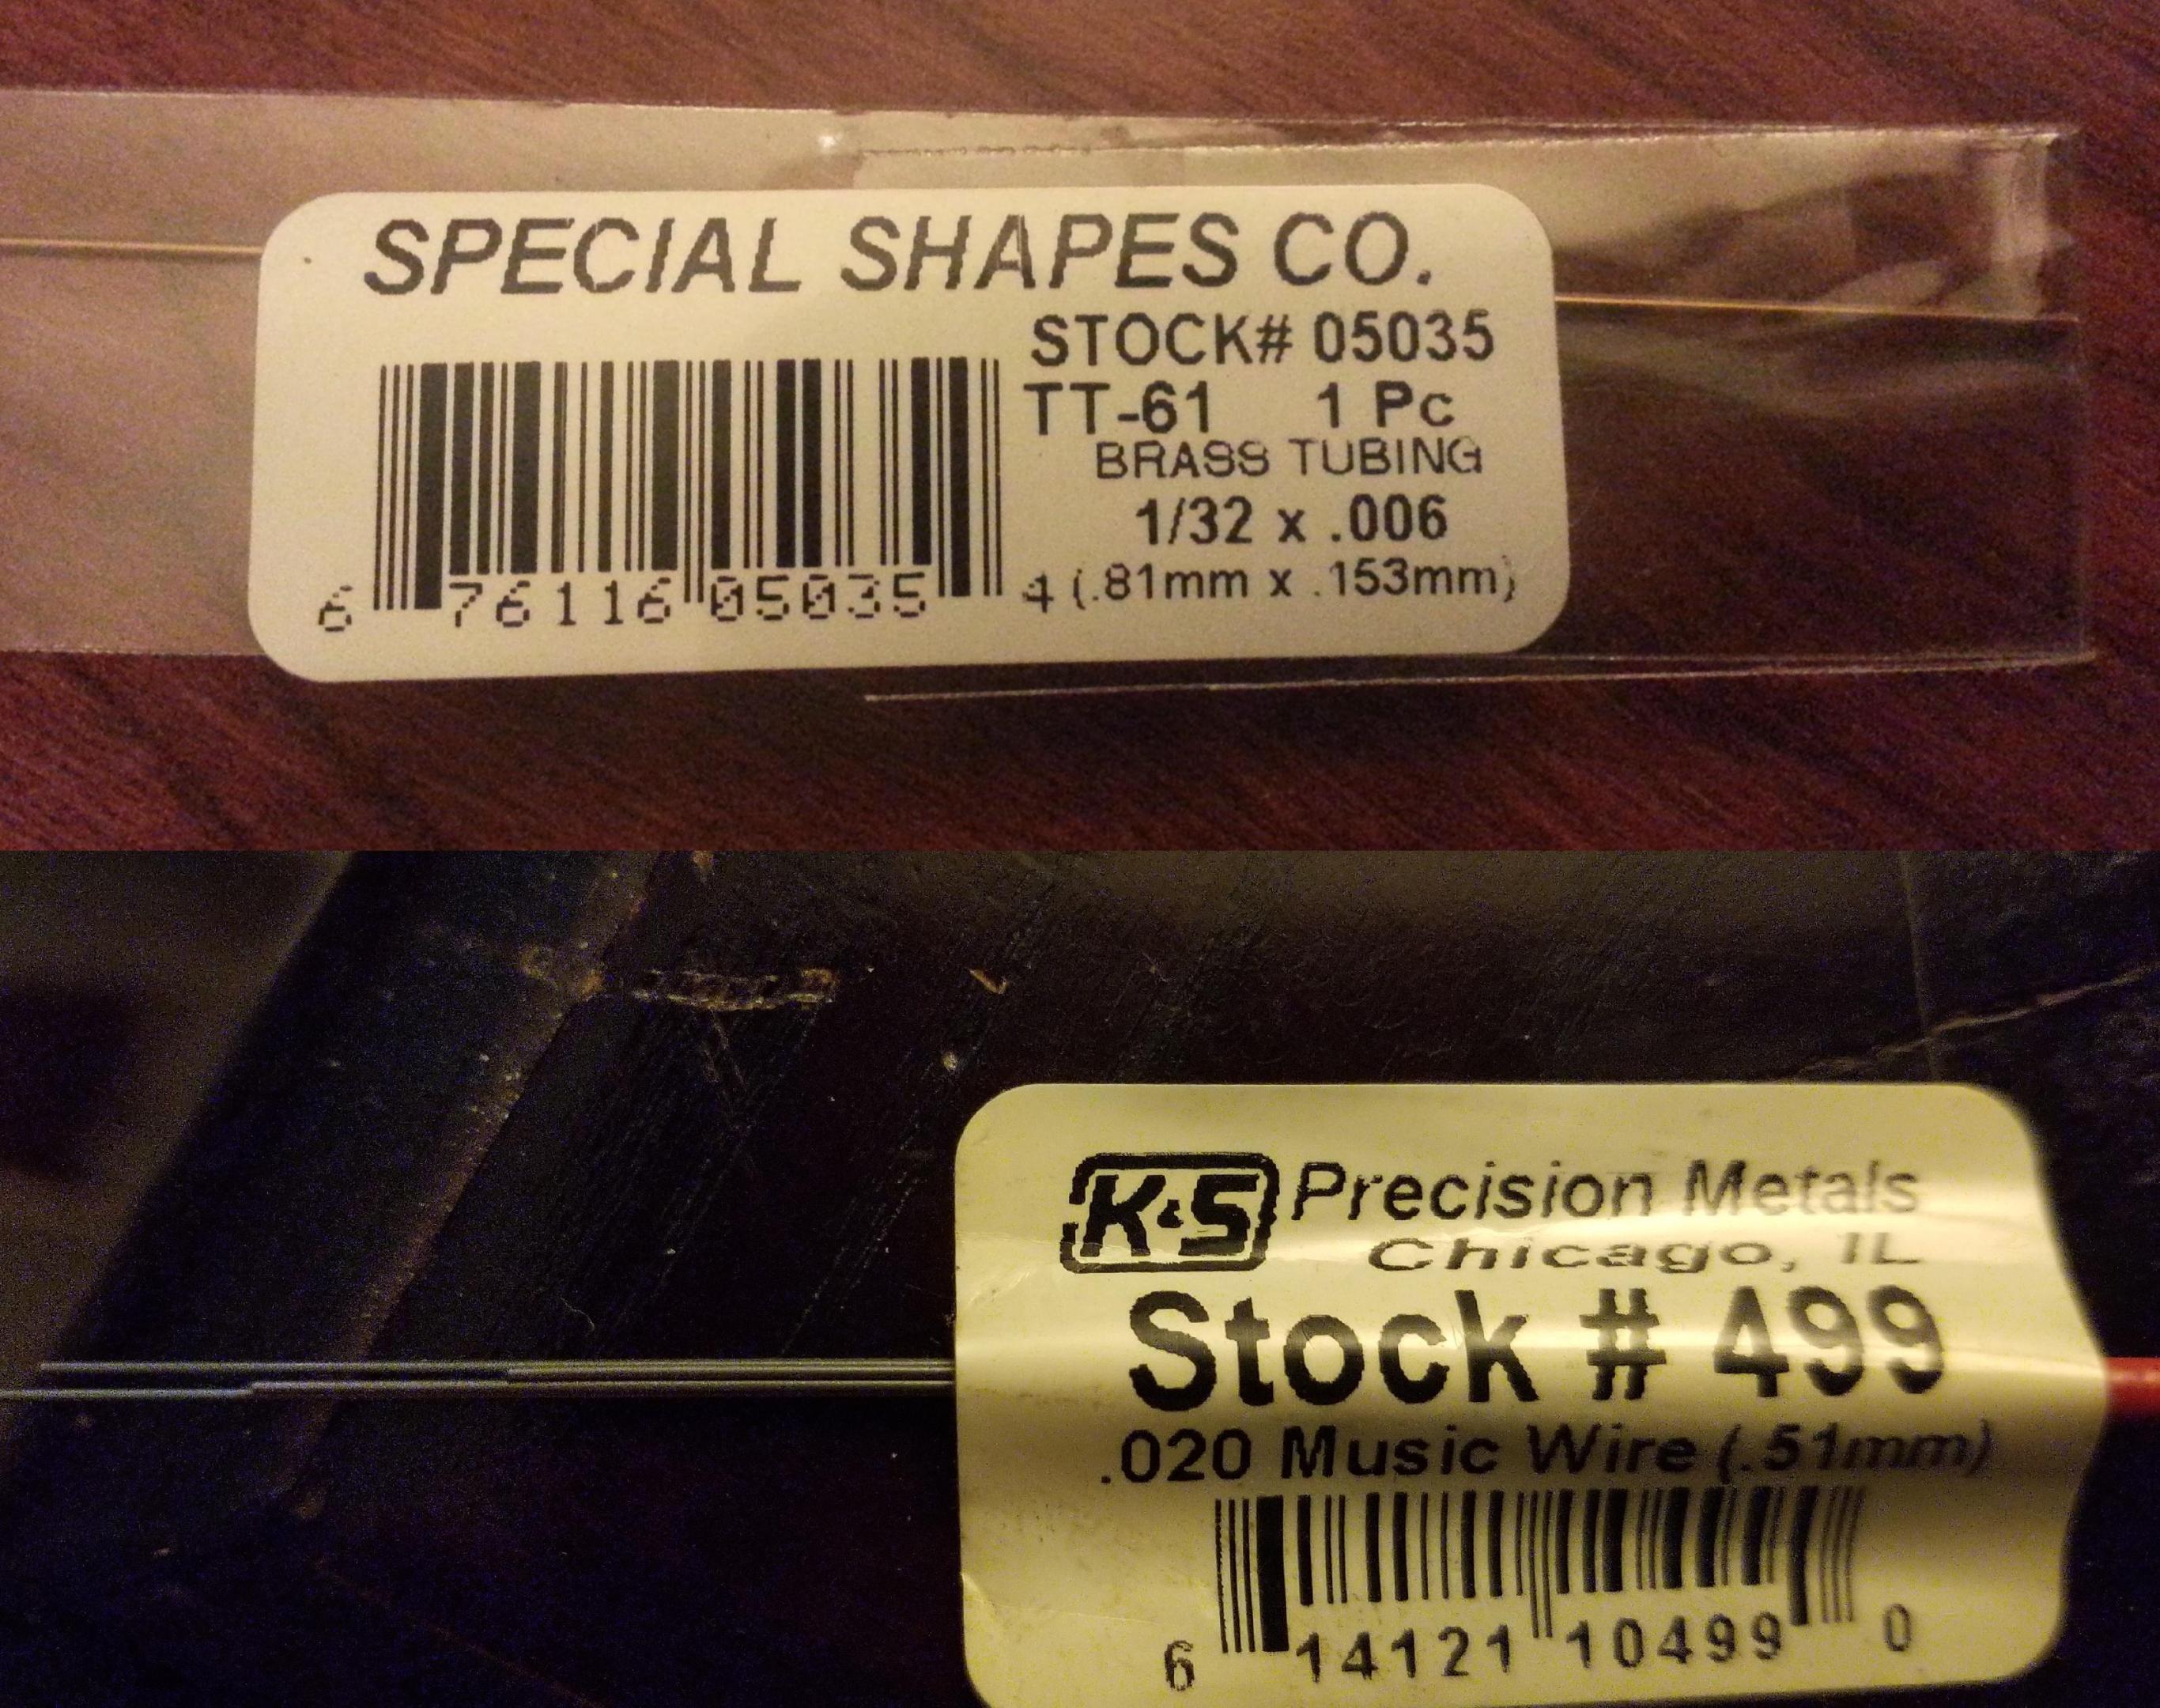 SPECIAL SHAPES CO.
STOCK# 05035
TT-61 1 Pc
BRASS TUBING
1/32 x .006
(.81mm x .153mm)
6 76116 05035 4
K&S Precision Metals
Chicago, IL
Stock # 499
.020 Music Wire (.51mm)
6 14121 10499 0